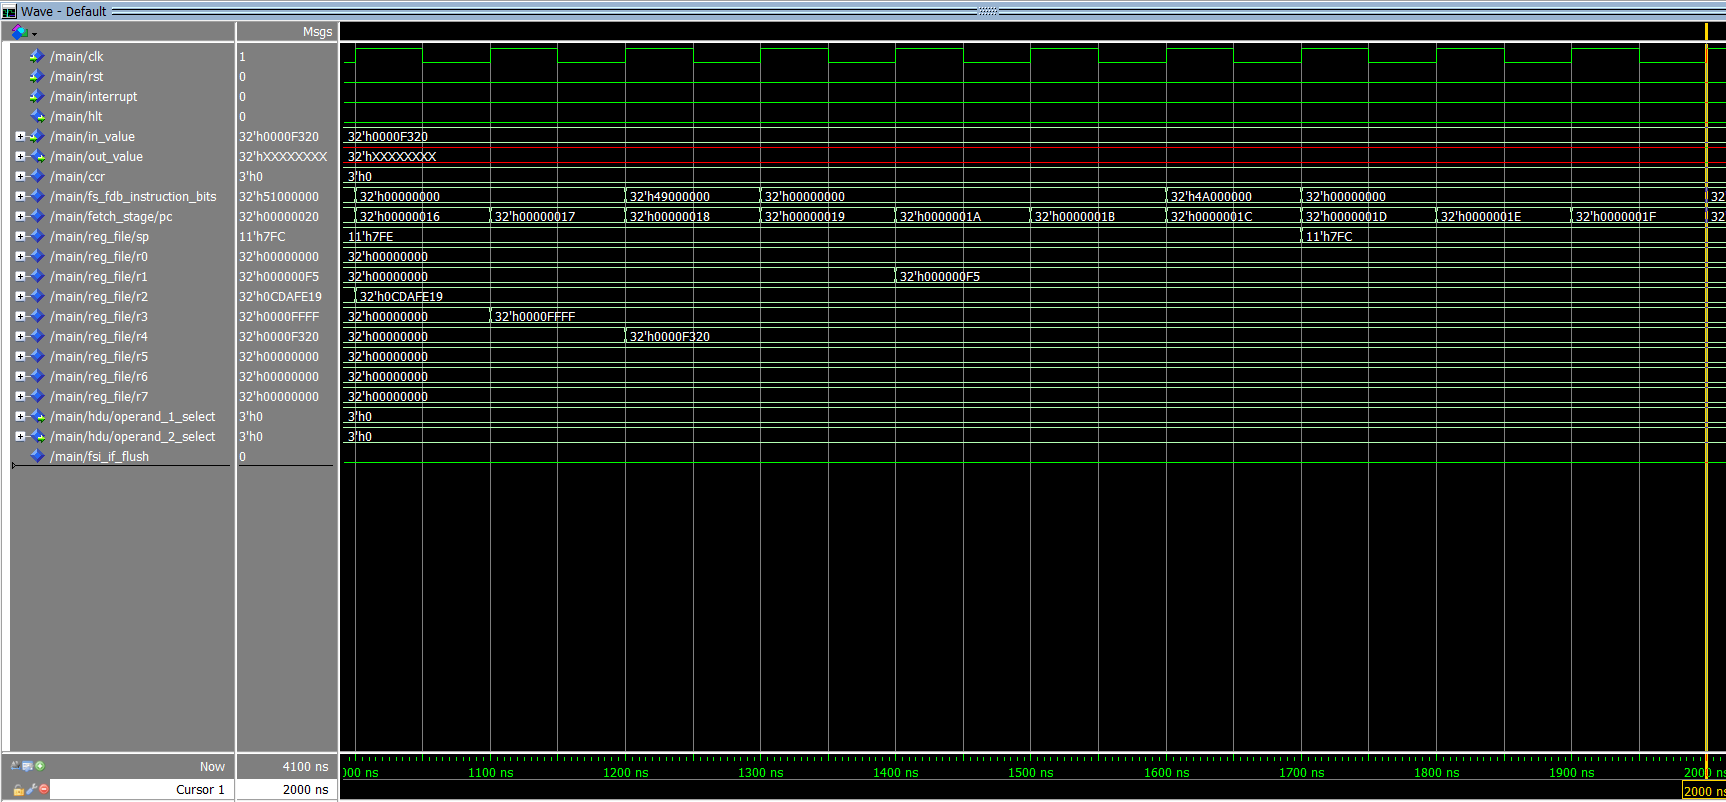 Wave - Default
Msgs
/main/clk 1
/main/rst 0
/main/interrupt 0
/main/hlt 0
/main/in_value 32'h0000F320 32'h0000F320
/main/out_value 32'hXXXXXXXX 32'hXXXXXXXX
/main/ccr 3'h0 3'h0
/main/fs_fdb_instruction_bits 32'h51000000 32'h00000000 32'h49000000 32'h00000000 32'h4A000000 32'h00000000 32
/main/fetch_stage/pc 32'h00000020 32'h00000016 32'h00000017 32'h00000018 32'h00000019 32'h0000001A 32'h0000001B 32'h0000001C 32'h0000001D 32'h0000001E 32'h0000001F 32
/main/reg_file/sp 11'h7FC 11'h7FE 11'h7FC
/main/reg_file/r0 32'h00000000 32'h00000000
/main/reg_file/r1 32'h000000F5 32'h00000000 32'h000000F5
/main/reg_file/r2 32'h0CDAFE19 32'h0CDAFE19
/main/reg_file/r3 32'h0000FFFF 32'h00000000 32'h0000FFFF
/main/reg_file/r4 32'h0000F320 32'h00000000 32'h0000F320
/main/reg_file/r5 32'h00000000 32'h00000000
/main/reg_file/r6 32'h00000000 32'h00000000
/main/reg_file/r7 32'h00000000 32'h00000000
/main/hdu/operand_1_select 3'h0 3'h0
/main/hdu/operand_2_select 3'h0 3'h0
/main/fsi_if_flush 0
Now 4100 ns 000 ns 1100 ns 1200 ns 1300 ns 1400 ns 1500 ns 1600 ns 1700 ns 1800 ns 1900 ns 2000 ns
Cursor 1 2000 ns 2000 ns